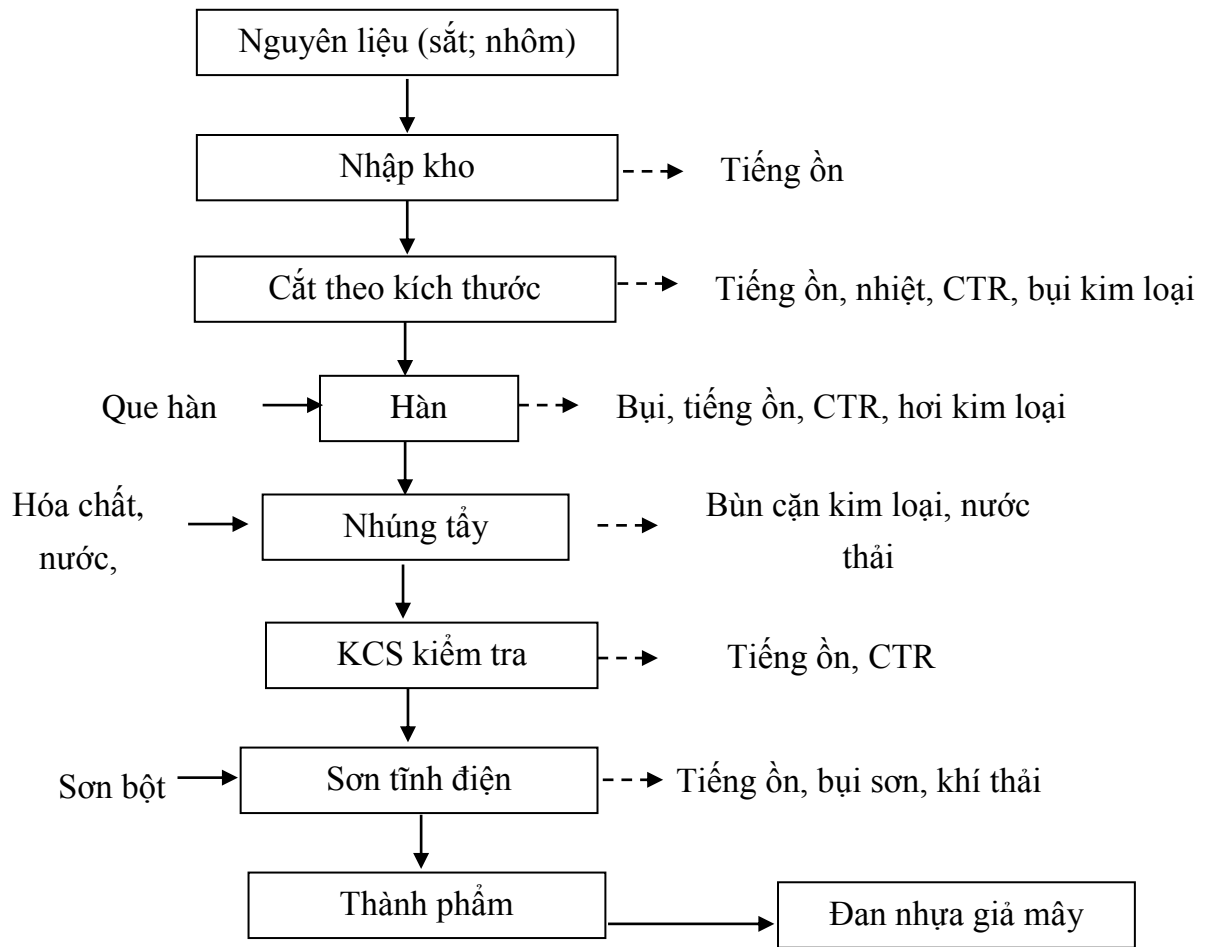 Nguyên liệu (sắt; nhôm)
Nhập kho
Tiếng ồn
Cắt theo kích thước
Tiếng ồn, nhiệt, CTR, bụi kim loại
Que hàn
Hàn
Bụi, tiếng ồn, CTR, hơi kim loại
Hóa chất,
nước,
Nhúng tẩy
Bùn cặn kim loại, nước
thải
KCS kiểm tra
Tiếng ồn, CTR
Sơn bột
Sơn tĩnh điện
Tiếng ồn, bụi sơn, khí thải
Thành phẩm
Đan nhựa giả mây